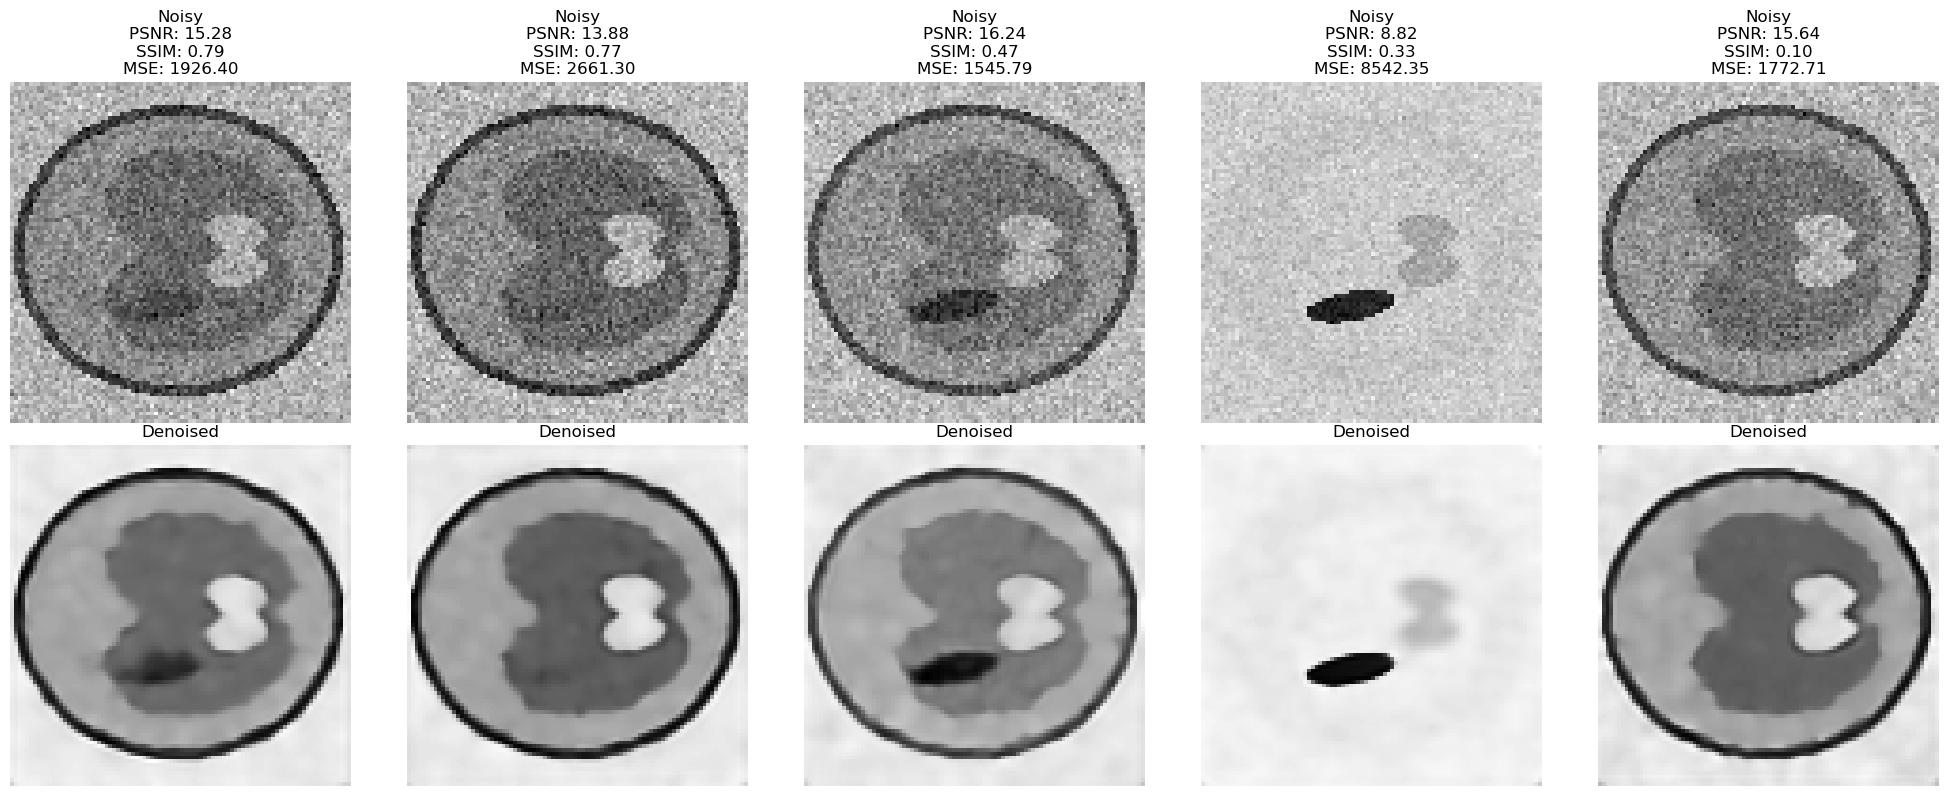 Noisy
PSNR: 15.28
SSIM: 0.79
MSE: 1926.40
Noisy
PSNR: 13.88
SSIM: 0.77
MSE: 2661.30
Noisy
PSNR: 16.24
SSIM: 0.47
MSE: 1545.79
Noisy
PSNR: 8.82
SSIM: 0.33
MSE: 8542.35
Noisy
PSNR: 15.64
SSIM: 0.10
MSE: 1772.71
Denoised
Denoised
Denoised
Denoised
Denoised